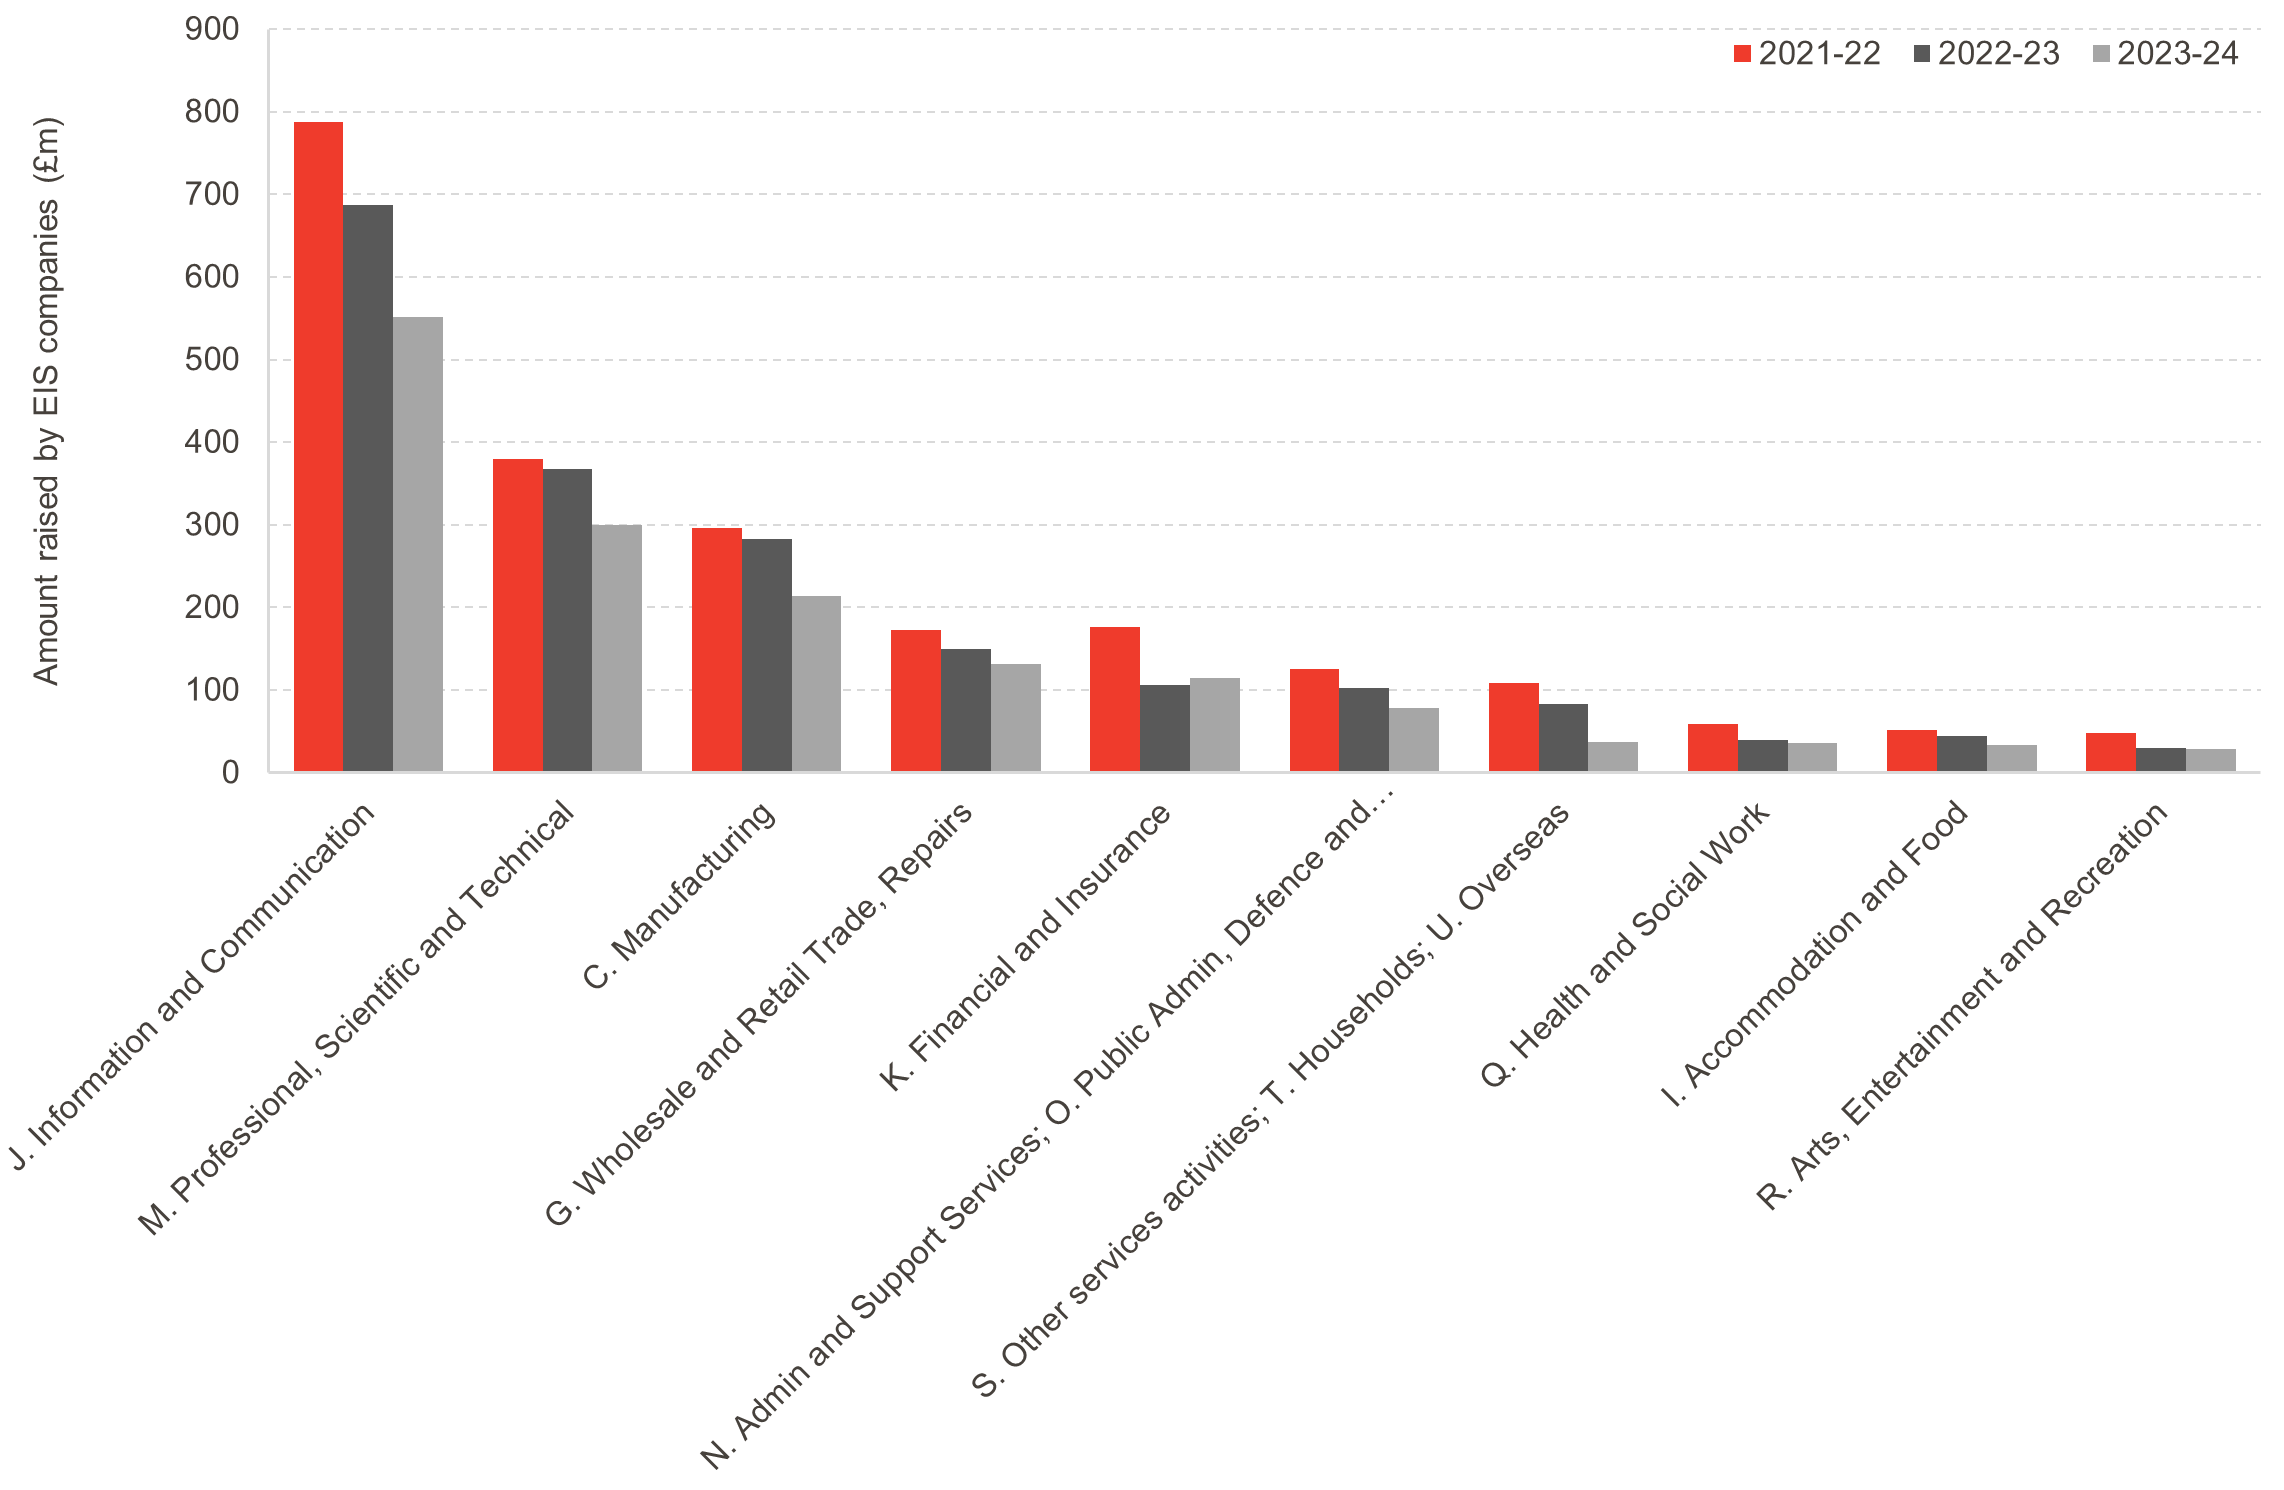 900
800
700
600
500
400
300
200
100
0
Amount raised by EIS companies (£m)
2021-22
2022-23
2023-24
J. Information and Communication
M. Professional, Scientific and Technical
C. Manufacturing
G. Wholesale and Retail Trade, Repairs
K. Financial and Insurance
N. Admin and Support Services; O. Public Admin, Defence and…
S. Other services activities; T. Households; U. Overseas
Q. Health and Social Work
I. Accommodation and Food
R. Arts, Entertainment and Recreation